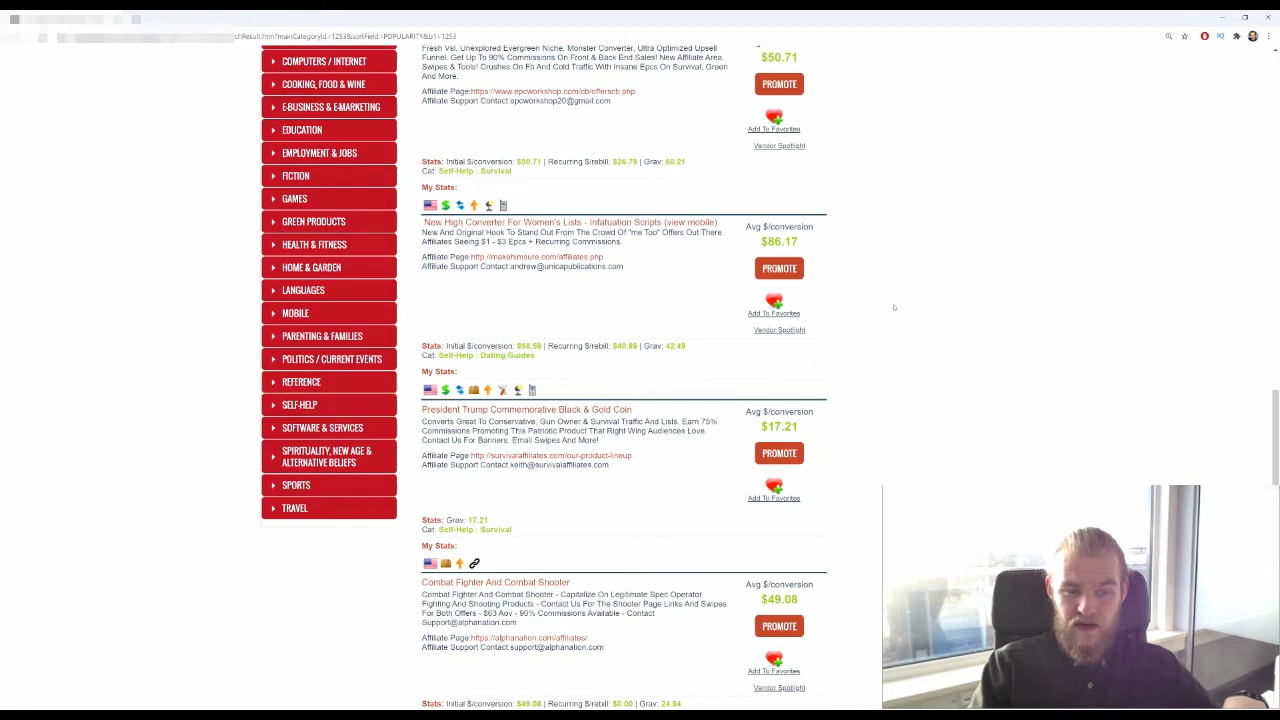 rchResult.htm?mainCategoryId=1253&sortField=POPULARITY&b1=1253
COMPUTERS / INTERNET
COOKING, FOOD & WINE
E-BUSINESS & E-MARKETING
EDUCATION
EMPLOYMENT & JOBS
FICTION
GAMES
GREEN PRODUCTS
HEALTH & FITNESS
HOME & GARDEN
LANGUAGES
MOBILE
PARENTING & FAMILIES
POLITICS / CURRENT EVENTS
REFERENCE
SELF-HELP
SOFTWARE & SERVICES
SPIRITUALITY, NEW AGE &
ALTERNATIVE BELIEFS
SPORTS
TRAVEL
Fresh Vsl, Unexplored Evergreen Niche, Monster Converter, Ultra Optimized Upsell
Funnel. Get Up To 90% Commissions On Front & Back End Sales! New Affiliate Area.
Swipes & Tools! Crushes On Fb And Cold Traffic With Insane Epcs On Survival, Green
And More.
Affiliate Page:https://www.epcworkshop.com/cb/offerscb.php
Affiliate Support Contact:epcworkshop20@gmail.com
$50.71
PROMOTE
Add To Favorites
Vendor Spotlight
Stats: Initial $/conversion: $50.71 | Recurring $/rebill: $26.79 | Grav: 60.21
Cat: Self-Help : Survival
My Stats:
New High Converter For Women's Lists - Infatuation Scripts (view mobile)
New And Original Hook To Stand Out From The Crowd Of "me Too" Offers Out There.
Affiliates Seeing $1 - $3 Epcs + Recurring Commissions.
Affiliate Page:http://makehimsure.com/affiliates.php
Affiliate Support Contact:andrew@unicapublications.com
Avg $/conversion
$86.17
PROMOTE
Add To Favorites
Vendor Spotlight
Stats: Initial $/conversion: $58.59 | Recurring $/rebill: $40.89 | Grav: 42.49
Cat: Self-Help : Dating Guides
My Stats:
President Trump Commemorative Black & Gold Coin
Converts Great To Conservative, Gun Owner & Survival Traffic And Lists. Earn 75%
Commissions Promoting This Patriotic Product That Right Wing Audiences Love.
Contact Us For Banners. Email Swipes And More!
Affiliate Page:http://survivalaffiliates.com/our-product-lineup
Affiliate Support Contact:keith@survivalaffiliates.com
Avg $/conversion
$17.21
PROMOTE
Add To Favorites
Stats: Grav: 17.21
Cat: Self-Help : Survival
My Stats:
Combat Fighter And Combat Shooter
Combat Fighter And Combat Shooter - Capitalize On Legitimate Spec Operator
Fighting And Shooting Products - Contact Us For The Shooter Page Links And Swipes
For Both Offers - $63 Aov - 90% Commissions Available - Contact
Support@alphanation.com
Affiliate Page:https://alphanation.com/affiliates/
Affiliate Support Contact:support@alphanation.com
Avg $/conversion
$49.08
PROMOTE
Add To Favorites
Vendor Spotlight
Stats: Initial $/conversion: $49.08 | Recurring $/rebill: $0.00 | Grav: 24.94